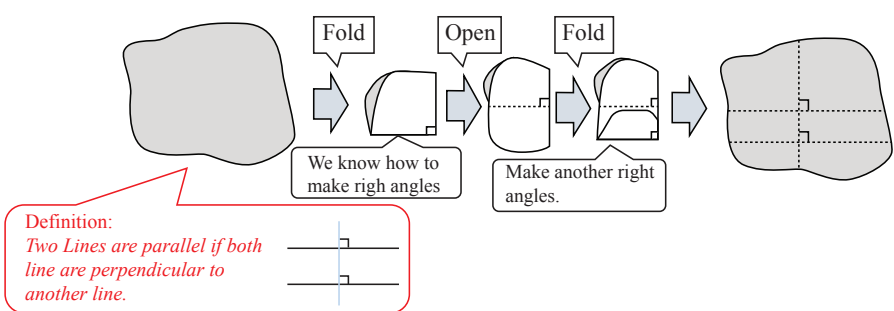 Fold
Open
Fold
We know how to
make righ angles
Make another right
angles.
Definition:
Two Lines are parallel if both
line are perpendicular to
another line.